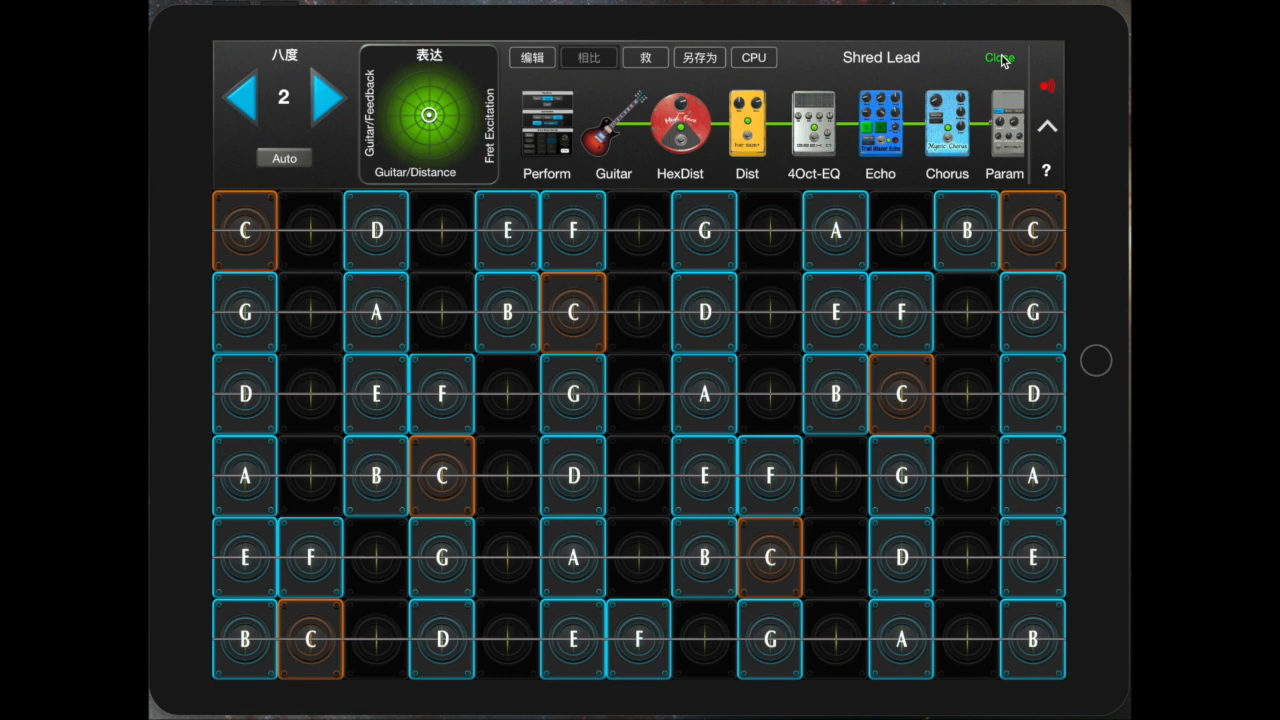 八度
2
Auto
表达
Guitar/Feedback
Fret Excitation
Guitar/Distance
编辑 相比 救 另存为 CPU
Shred Lead
Perform Guitar HexDist Dist 4Oct-EQ Echo Chorus Param
?
C D E F G A B C
G A B C D E F G
D E F G A B C D
A B C D E F G A
E F G A B C D E
B C D E F G A B